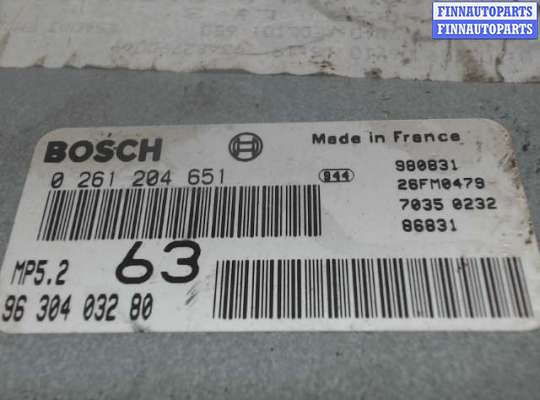 FINNAUTOPARTS
FINNAUTOPARTS
BOSCH
Made in France
0 261 204 651
944
980831
26FM0479
7035 0232
86831
MP5.2
63
96 304 032 80